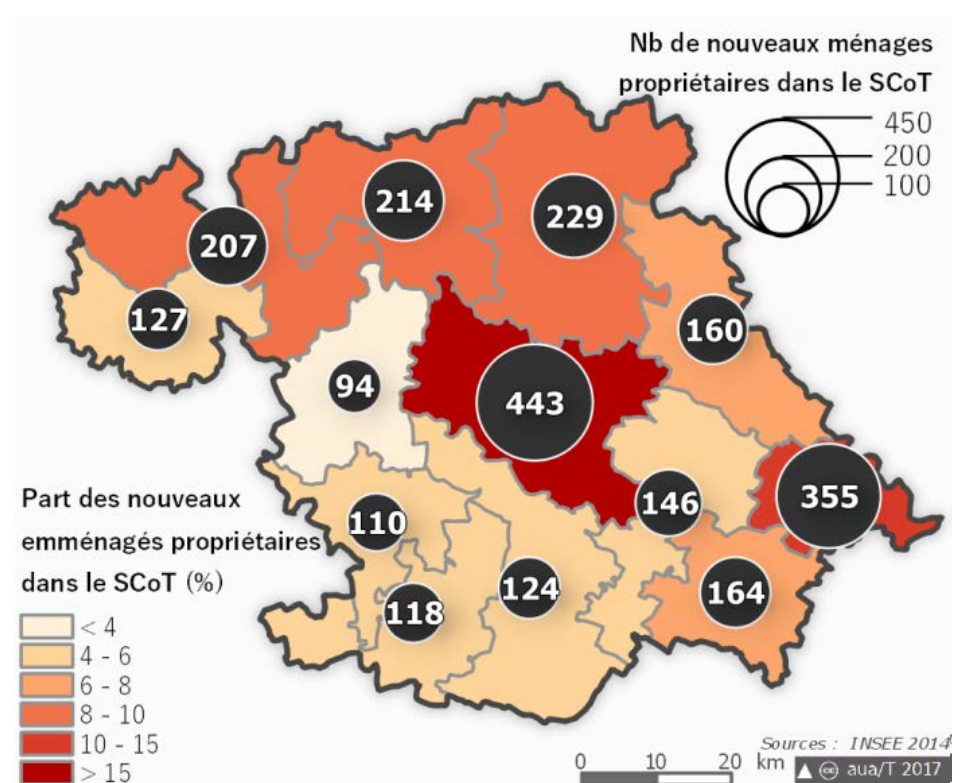 Nb de nouveaux ménages
propriétaires dans le SCoT
450
200
100
214
229
207
127
160
94
443
146
355
110
124
118
164
Part des nouveaux
emménagés propriétaires
dans le SCoT (%)
< 4
4 - 6
6 - 8
8 - 10
10 - 15
> 15
Sources : INSEE 2014
0 10 20 km
cc aua/T 2017